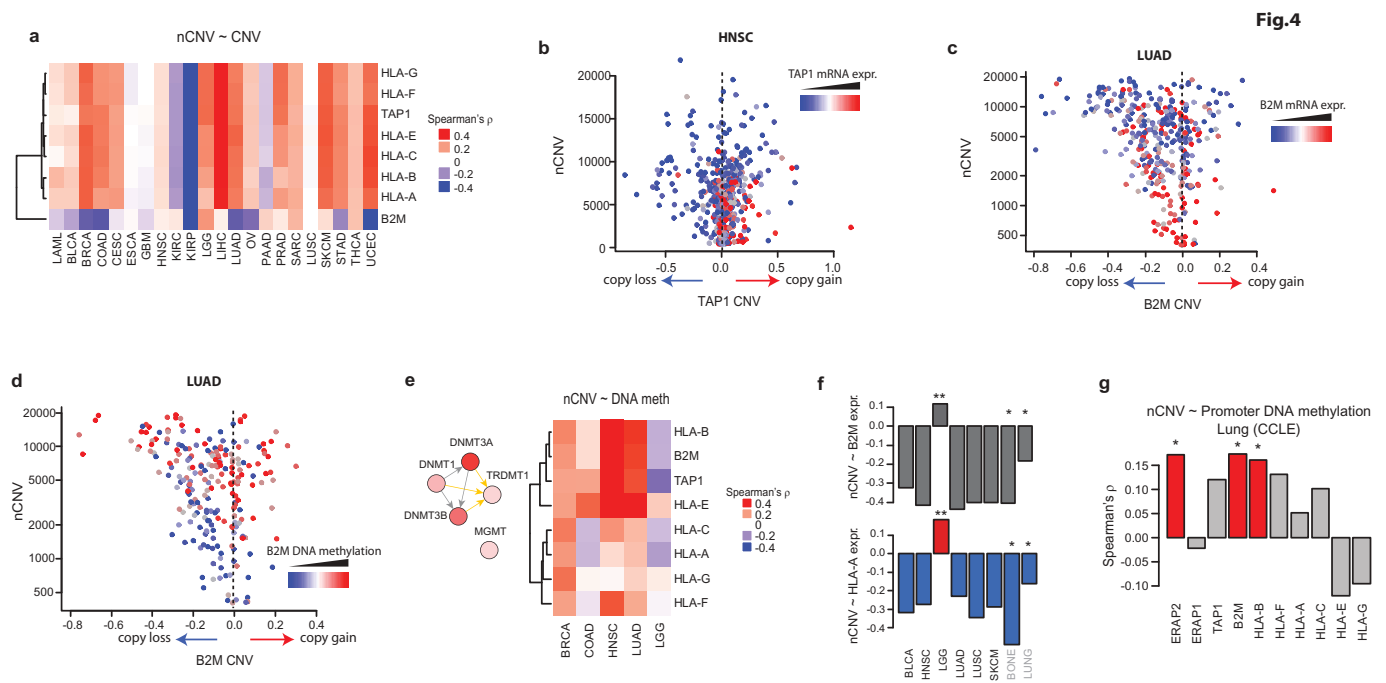 Fig.4
a
nCNV ~ CNV
HLA-G
HLA-F
TAP1
HLA-E
HLA-C
HLA-B
HLA-A
B2M
LAML
BLCA
BRCA
COAD
CESC
ESCA
GBM
HNSC
KIRC
KIRP
LGG
LIHC
LUAD
OV
PAAD
PRAD
SARC
LUSC
SKCM
STAD
THCA
UCEC
Spearman's ρ
0.4
0.2
0
-0.2
-0.4
b
HNSC
TAP1 mRNA expr.
nCNV
20000
15000
10000
5000
0
-0.5
0.0
0.5
1.0
copy loss
copy gain
TAP1 CNV
c
LUAD
B2M mRNA expr.
nCNV
20000
10000
5000
2000
1000
500
-0.8
-0.6
-0.4
-0.2
0.0
0.2
0.4
copy loss
copy gain
B2M CNV
d
LUAD
nCNV
20000
10000
5000
2000
1000
500
B2M DNA methylation
-0.8
-0.6
-0.4
-0.2
0.0
0.2
0.4
copy loss
copy gain
B2M CNV
e
nCNV ~ DNA meth
DNMT3A
DNMT1
TRDMT1
DNMT3B
MGMT
HLA-B
B2M
TAP1
HLA-E
HLA-C
HLA-A
HLA-G
HLA-F
BRCA
COAD
HNSC
LUAD
LGG
Spearman's ρ
0.4
0.2
0
-0.2
-0.4
f
nCNV ~ B2M expr.
0.1
0.0
-0.1
-0.2
-0.3
-0.4
**
*
*
nCNV ~ HLA-A expr.
0.1
0.0
-0.1
-0.2
-0.3
-0.4
**
*
*
BLCA
HNSC
LGG
LUAD
LUSC
SKCM
BONE
LUNG
g
nCNV ~ Promoter DNA methylation
Lung (CCLE)
Spearman's ρ
0.15
0.10
0.05
0.00
-0.05
-0.10
*
*
*
ERAP2
ERAP1
TAP1
B2M
HLA-B
HLA-F
HLA-A
HLA-C
HLA-E
HLA-G